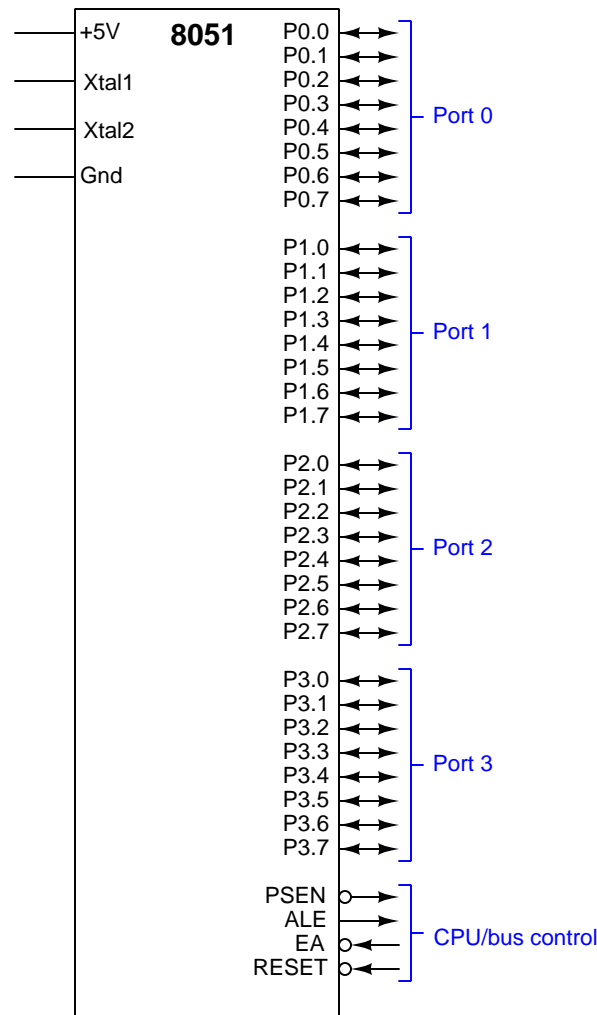 8051
+5V
Xtal1
Xtal2
Gnd
P0.0
P0.1
P0.2
P0.3
P0.4
P0.5
P0.6
P0.7
Port 0
P1.0
P1.1
P1.2
P1.3
P1.4
P1.5
P1.6
P1.7
Port 1
P2.0
P2.1
P2.2
P2.3
P2.4
P2.5
P2.6
P2.7
Port 2
P3.0
P3.1
P3.2
P3.3
P3.4
P3.5
P3.6
P3.7
Port 3
PSEN
ALE
EA
RESET
CPU/bus control